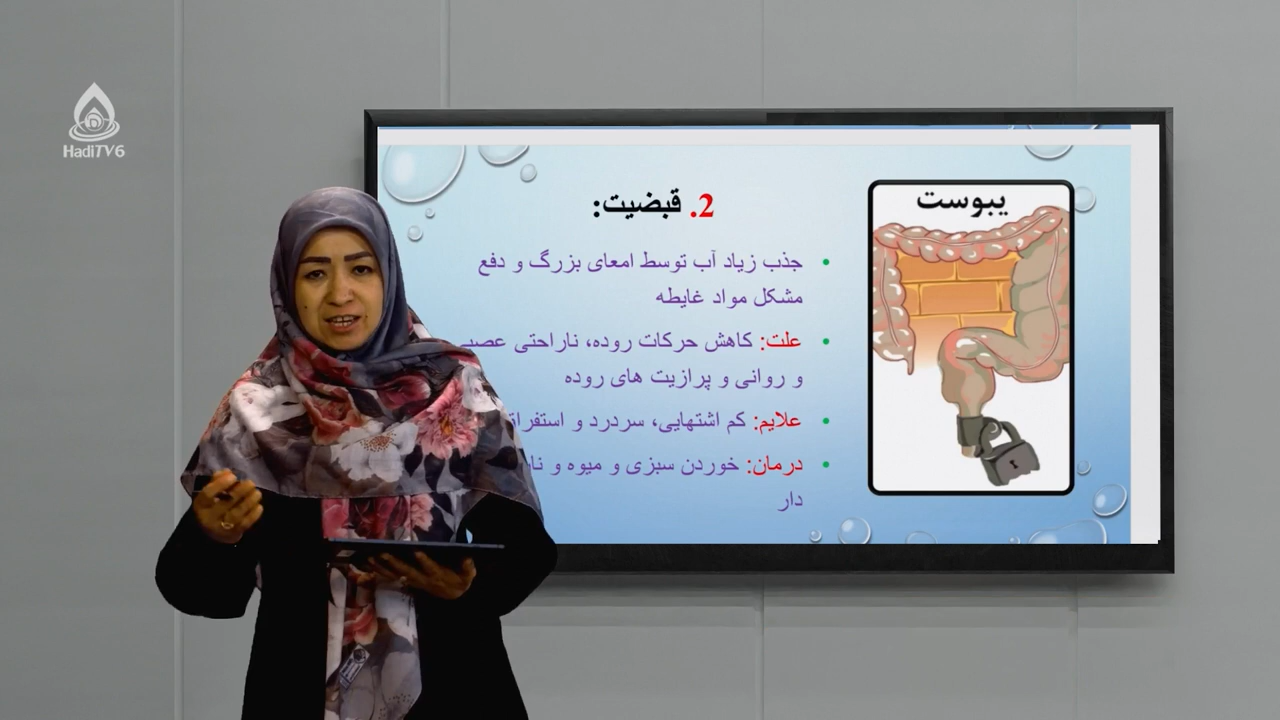 HadiTV6
2. قبضیت:
یبوست
جذب زیاد آب توسط امعای بزرگ و دفع
مشکل مواد غایطه
علت: کاهش حرکات روده، ناراحتی
و روانی و پرازیت های روده
علایم: کم اشتهایی، سردرد و
درمان: خوردن سبزی و میوه و
دار